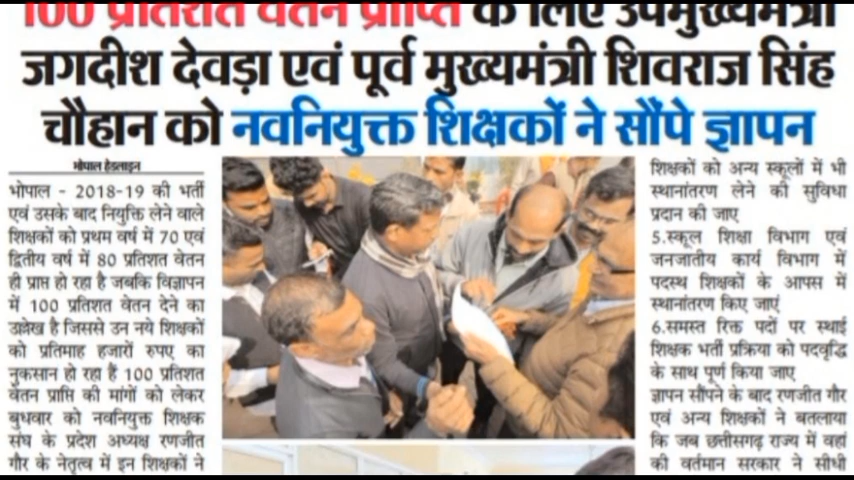 100 प्रतिशत वेतन प्राप्ति के लिए उपमुख्यमंत्री
जगदीश देवड़ा एवं पूर्व मुख्यमंत्री शिवराज सिंह
चौहान को नवनियुक्त शिक्षकों ने सौंपे ज्ञापन
भोपाल हेडलाइन
भोपाल - 2018-19 की भर्ती
एवं उसके बाद नियुक्ति लेने वाले
शिक्षकों को प्रथम वर्ष में 70 एवं
द्वितीय वर्ष में 80 प्रतिशत वेतन
ही प्राप्त हो रहा है जबकि विज्ञापन
में 100 प्रतिशत वेतन देने का
उल्लेख है जिससे उन नये शिक्षकों
को प्रतिमाह हजारों रुपए का
नुकसान हो रहा हैं 100 प्रतिशत
वेतन प्राप्ति की मांगों को लेकर
बुधवार को नवनियुक्त शिक्षक
संघ के प्रदेश अध्यक्ष रणजीत
गौर के नेतृत्व में इन शिक्षकों ने
शिक्षकों को अन्य स्कूलों में भी
स्थानांतरण लेने की सुविधा
प्रदान की जाए
5.स्कूल शिक्षा विभाग एवं
जनजातीय कार्य विभाग में
पदस्थ शिक्षकों के आपस में
स्थानांतरण किए जाएं
6.समस्त रिक्त पदों पर स्थाई
शिक्षक भर्ती प्रक्रिया को पदवृद्धि
के साथ पूर्ण किया जाए
ज्ञापन सौंपने के बाद रणजीत गौर
एवं अन्य शिक्षकों ने बतलाया
कि जब छत्तीसगढ़ राज्य में वहां
की वर्तमान सरकार ने सीधी